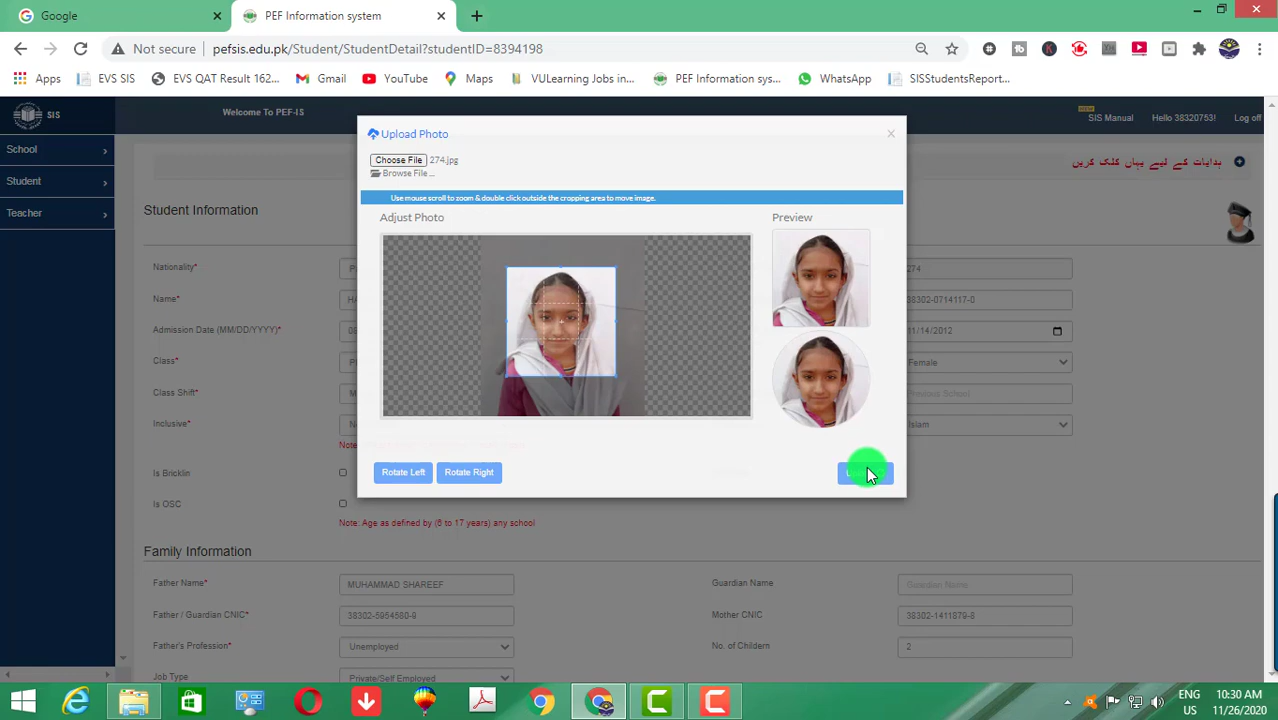 Google
PEF Information system
Not secure
pefsis.edu.pk/Student/StudentDetail?studentID=8394198
Apps
EVS SIS
EVS QAT Result 162...
Gmail
YouTube
Maps
VULearning Jobs in...
PEF Information sys...
WhatsApp
SISStudentsReport...
SIS
Welcome To PEF-IS
SIS Manual
Hello 38320753!
Log off
School
Student
Teacher
ہدایات کے لیے یہاں کلک کریں
Upload Photo
Choose File 274.jpg
Browse File ...
Use mouse scroll to zoom & double click outside the cropping area to move image.
Adjust Photo
Preview
Rotate Left
Rotate Right
Student Information
Nationality*
274
Name*
38302-0714117-0
Admission Date (MM/DD/YYYY)*
11/14/2012
Class*
Female
Class Shift*
(Previous School)
Inclusive*
Islam
Is Bricklin
Is OSC
Note: Age as defined by (6 to 17 years) any school
Family Information
Father Name*
MUHAMMAD SHAREEF
Guardian Name
Guardian Name
Father / Guardian CNIC*
38302-5954580-9
Mother CNIC
38302-1411879-8
Father's Profession*
Unemployed
No. of Childern
2
Job Type
Private/Self Employed
ENG
US
10:30 AM
11/26/2020